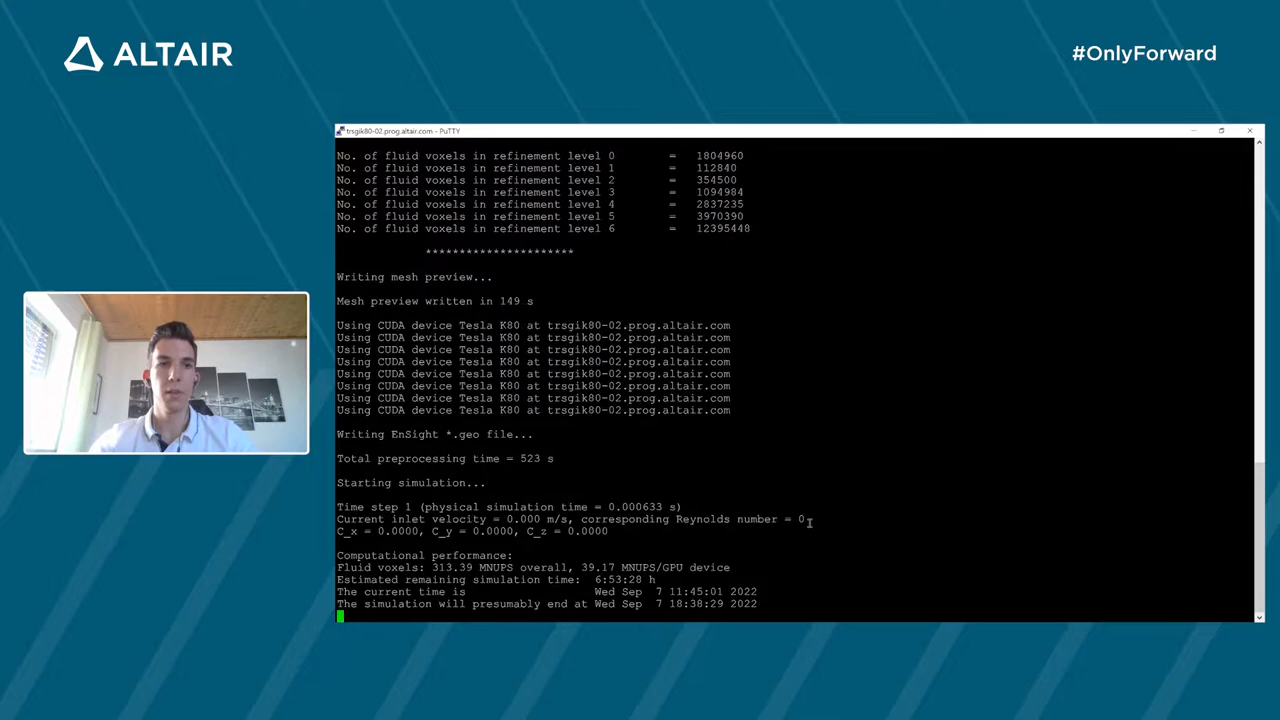 ALTAIR
#OnlyForward
trsgik80-02.prog.altair.com - PuTTY
No. of fluid voxels in refinement level 0 = 1804960
No. of fluid voxels in refinement level 1 = 112840
No. of fluid voxels in refinement level 2 = 354500
No. of fluid voxels in refinement level 3 = 1094984
No. of fluid voxels in refinement level 4 = 2837235
No. of fluid voxels in refinement level 5 = 3970390
No. of fluid voxels in refinement level 6 = 12395448
**********************
Writing mesh preview...
Mesh preview written in 149 s
Using CUDA device Tesla K80 at trsgik80-02.prog.altair.com
Using CUDA device Tesla K80 at trsgik80-02.prog.altair.com
Using CUDA device Tesla K80 at trsgik80-02.prog.altair.com
Using CUDA device Tesla K80 at trsgik80-02.prog.altair.com
Using CUDA device Tesla K80 at trsgik80-02.prog.altair.com
Using CUDA device Tesla K80 at trsgik80-02.prog.altair.com
Using CUDA device Tesla K80 at trsgik80-02.prog.altair.com
Using CUDA device Tesla K80 at trsgik80-02.prog.altair.com
Writing EnSight *.geo file...
Total preprocessing time = 523 s
Starting simulation...
Time step 1 (physical simulation time = 0.000633 s)
Current inlet velocity = 0.000 m/s, corresponding Reynolds number = 0
C_x = 0.0000, C_y = 0.0000, C_z = 0.0000
Computational performance:
Fluid voxels: 313.39 MNUPS overall, 39.17 MNUPS/GPU device
Estimated remaining simulation time: 6:53:28 h
The current time is Wed Sep 7 11:45:01 2022
The simulation will presumably end at Wed Sep 7 18:38:29 2022